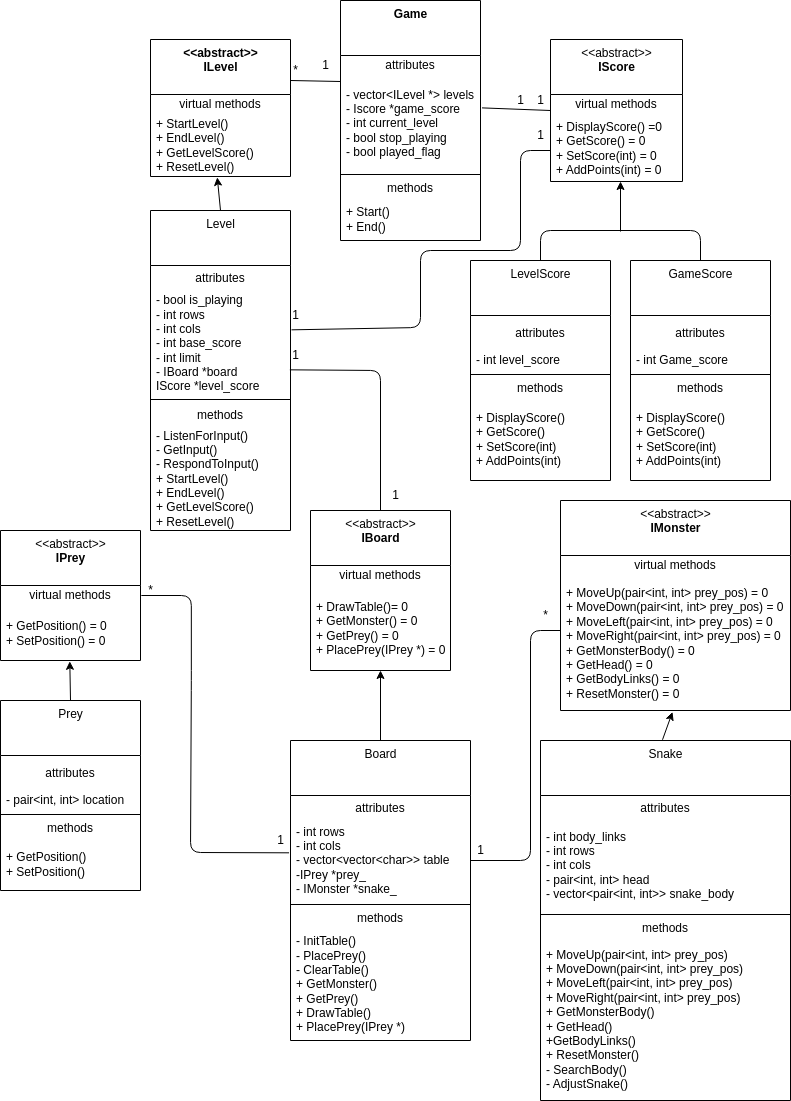 Game
attributes
- vector<ILevel *> levels
- Iscore *game_score
- int current_level
- bool stop_playing
- bool played_flag
methods
+ Start()
+ End()
<<abstract>>
ILevel
virtual methods
+ StartLevel()
+ EndLevel()
+ GetLevelScore()
+ ResetLevel()
*
1
1
1
<<abstract>>
IScore
virtual methods
+ DisplayScore() =0
+ GetScore() = 0
+ SetScore(int) = 0
+ AddPoints(int) = 0
1
Level
attributes
- bool is_playing
- int rows
- int cols
- int base_score
- int limit
- IBoard *board
IScore *level_score
methods
- ListenForInput()
- GetInput()
- RespondToInput()
+ StartLevel()
+ EndLevel()
+ GetLevelScore()
+ ResetLevel()
1
1
LevelScore
attributes
- int level_score
methods
+ DisplayScore()
+ GetScore()
+ SetScore(int)
+ AddPoints(int)
GameScore
attributes
- int Game_score
methods
+ DisplayScore()
+ GetScore()
+ SetScore(int)
+ AddPoints(int)
1
<<abstract>>
IBoard
virtual methods
+ DrawTable()= 0
+ GetMonster() = 0
+ GetPrey() = 0
+ PlacePrey(IPrey *) = 0
<<abstract>>
IMonster
virtual methods
+ MoveUp(pair<int, int> prey_pos) = 0
+ MoveDown(pair<int, int> prey_pos) = 0
+ MoveLeft(pair<int, int> prey_pos) = 0
+ MoveRight(pair<int, int> prey_pos) = 0
+ GetMonsterBody() = 0
+ GetHead() = 0
+ GetBodyLinks() = 0
+ ResetMonster() = 0
*
<<abstract>>
IPrey
virtual methods
+ GetPosition() = 0
+ SetPosition() = 0
*
Prey
attributes
- pair<int, int> location
methods
+ GetPosition()
+ SetPosition()
1
Board
attributes
- int rows
- int cols
- vector<vector<char>> table
-IPrey *prey_
- IMonster *snake_
methods
- InitTable()
- PlacePrey()
- ClearTable()
+ GetMonster()
+ GetPrey()
+ DrawTable()
+ PlacePrey(IPrey *)
1
Snake
attributes
- int body_links
- int rows
- int cols
- pair<int, int> head
- vector<pair<int, int>> snake_body
methods
+ MoveUp(pair<int, int> prey_pos)
+ MoveDown(pair<int, int> prey_pos)
+ MoveLeft(pair<int, int> prey_pos)
+ MoveRight(pair<int, int> prey_pos)
+ GetMonsterBody()
+ GetHead()
+GetBodyLinks()
+ ResetMonster()
- SearchBody()
- AdjustSnake()